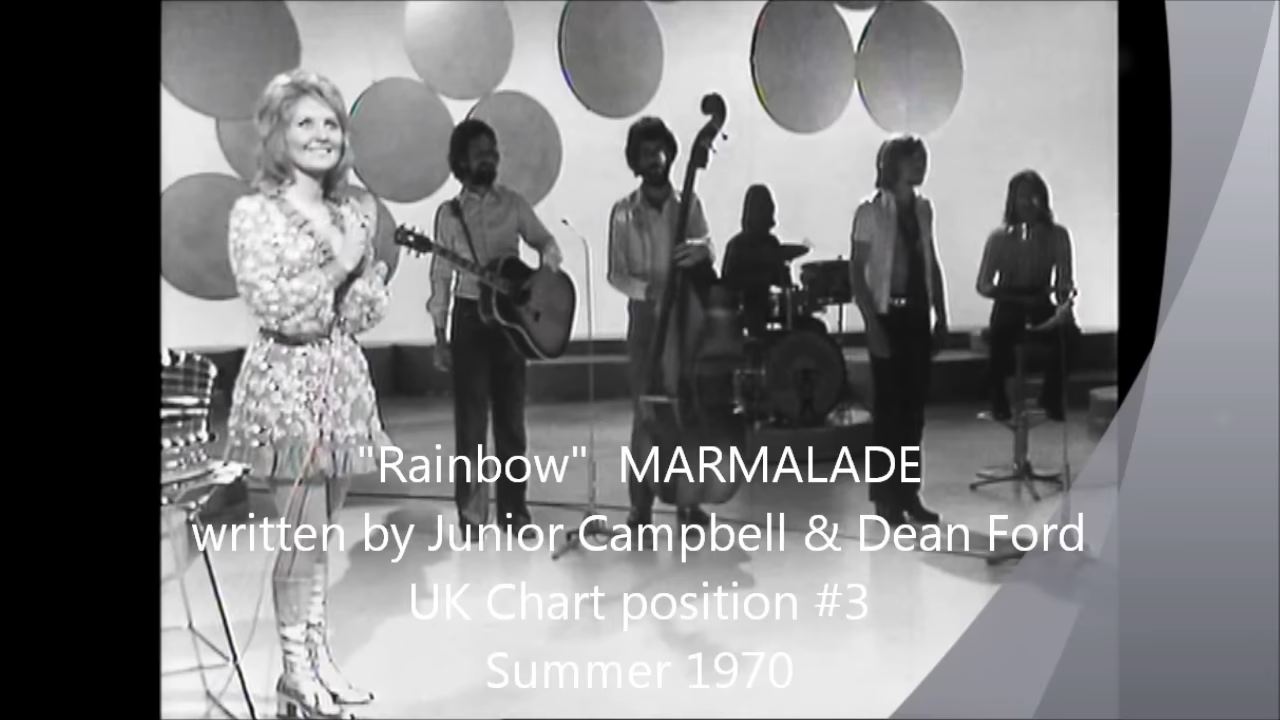 "Rainbow" MARMALADE
written by Junior Campbell & Dean Ford
UK Chart position #3
Summer 1970